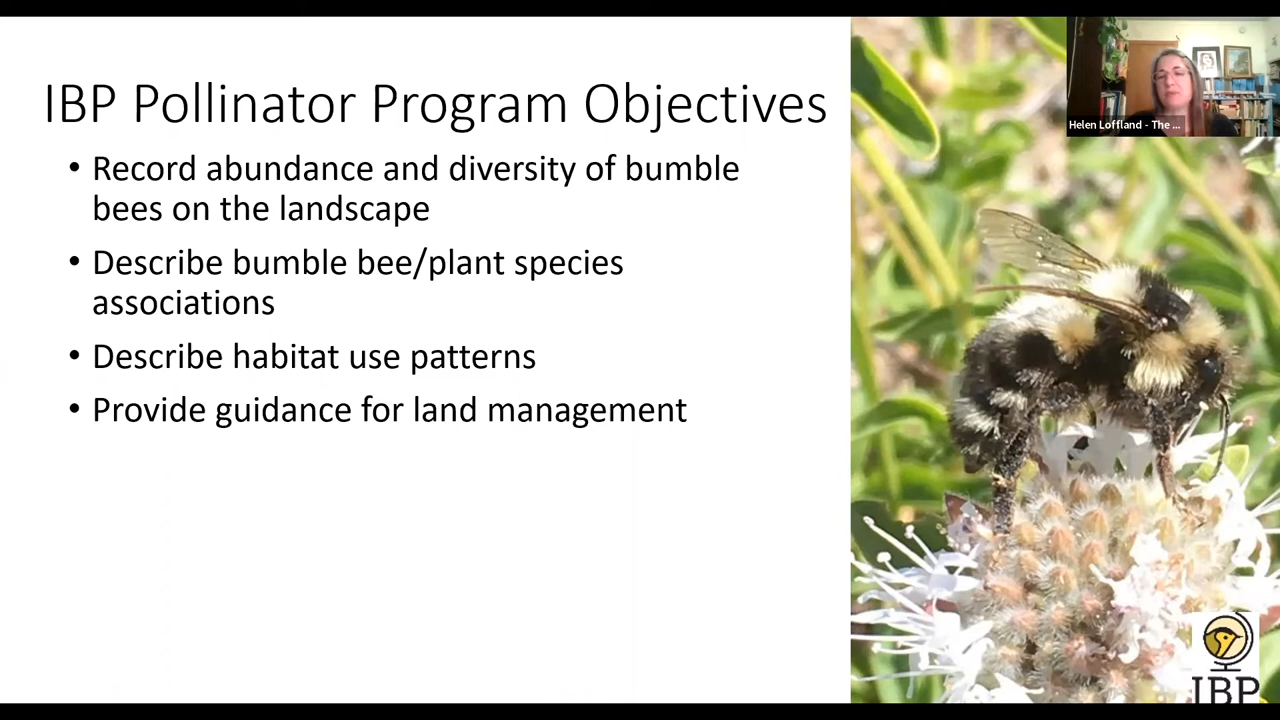 IBP Pollinator Program Objectives
• Record abundance and diversity of bumble
bees on the landscape
• Describe bumble bee/plant species
associations
• Describe habitat use patterns
• Provide guidance for land management
Helen Loffland - The ...
IBP